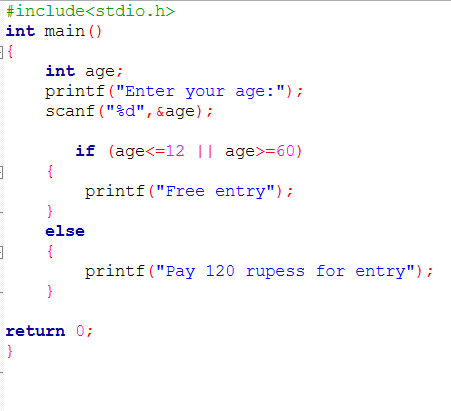 #include<stdio.h>
int main()
{
    int age;
    printf("Enter your age:");
    scanf("%d",&age);
       if (age<=12 || age>=60)
    {
        printf("Free entry");
    }
    else
    {
        printf("Pay 120 rupess for entry");
    }
return 0;
}